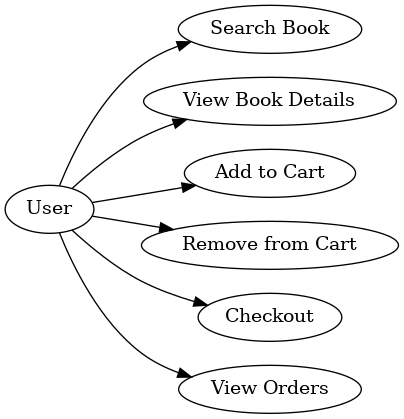 Search Book
View Book Details
Add to Cart
User
Remove from Cart
Checkout
View Orders